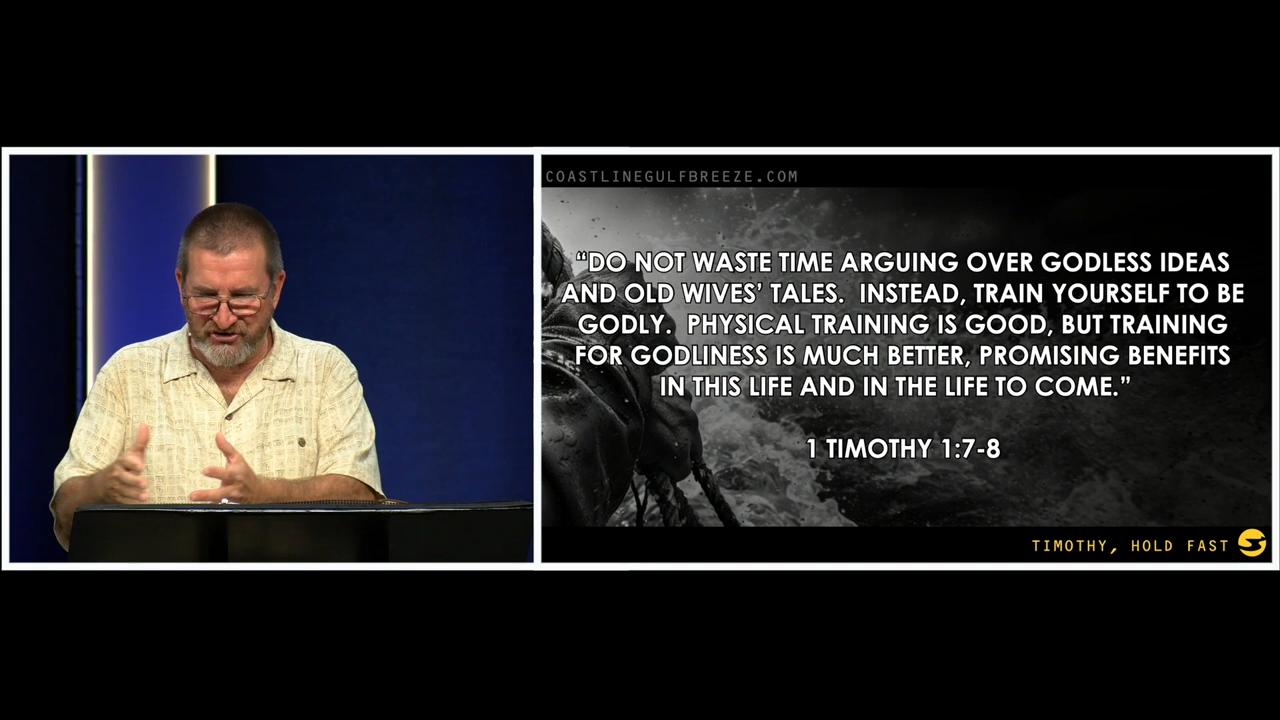 COASTLINEGULFBREEZE.COM
“DO NOT WASTE TIME ARGUING OVER GODLESS IDEAS
AND OLD WIVES’ TALES.  INSTEAD, TRAIN YOURSELF TO BE
GODLY.  PHYSICAL TRAINING IS GOOD, BUT TRAINING
FOR GODLINESS IS MUCH BETTER, PROMISING BENEFITS
IN THIS LIFE AND IN THE LIFE TO COME.”
1 TIMOTHY 1:7-8
TIMOTHY, HOLD FAST